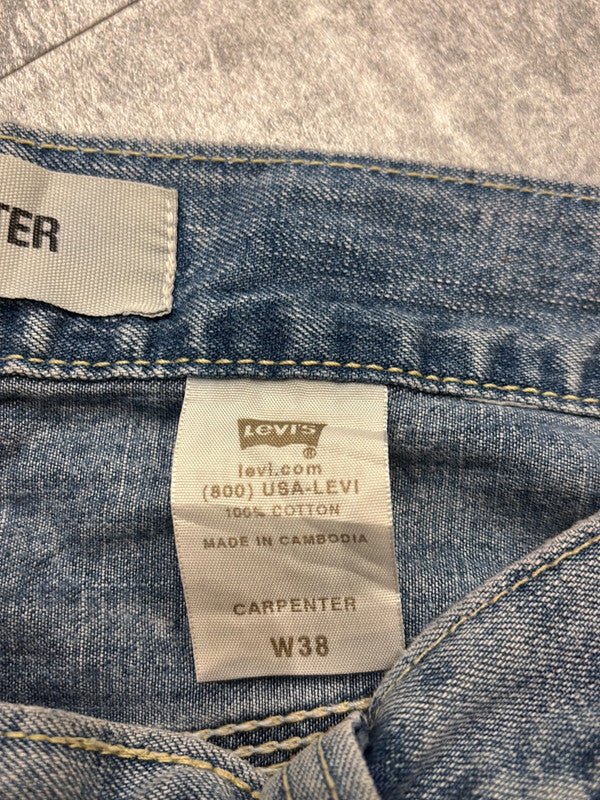 TER
LEVI'S
®
levi.com
(800) USA-LEVI
100% COTTON
MADE IN CAMBODIA
CARPENTER
W38